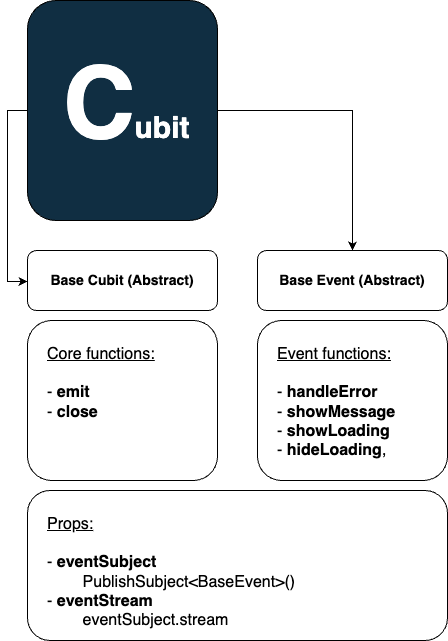 Cubit
Base Cubit (Abstract)
Base Event (Abstract)
Core functions:
- emit
- close
Event functions:
- handleError
- showMessage
- showLoading
- hideLoading,
Props:
- eventSubject
PublishSubject<BaseEvent>()
- eventStream
eventSubject.stream